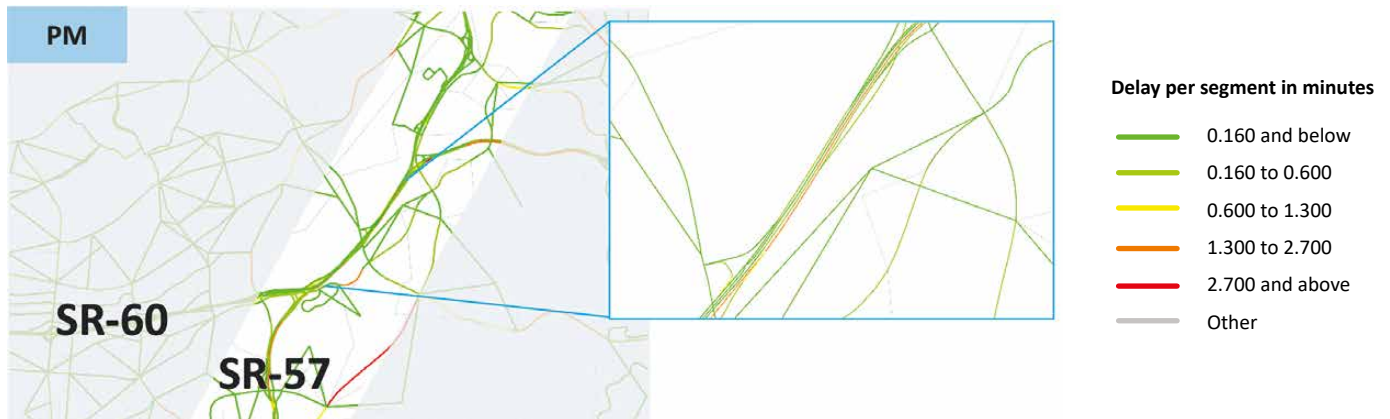 PM
SR-60
SR-57
Delay per segment in minutes
0.160 and below
0.160 to 0.600
0.600 to 1.300
1.300 to 2.700
2.700 and above
Other